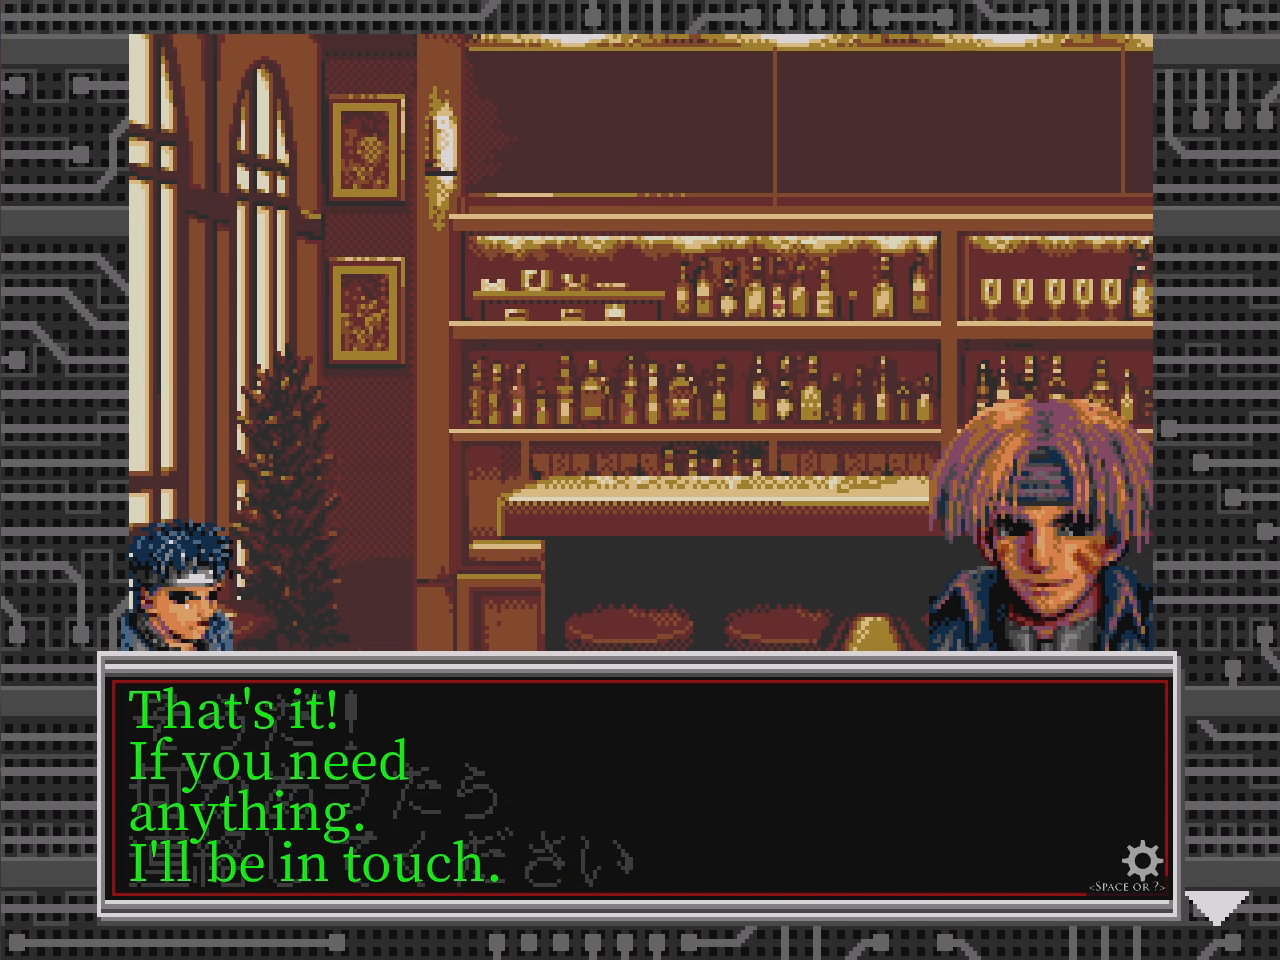 That's it!
If you need
anything.
I'll be in touch.
<SPACE OR ?>